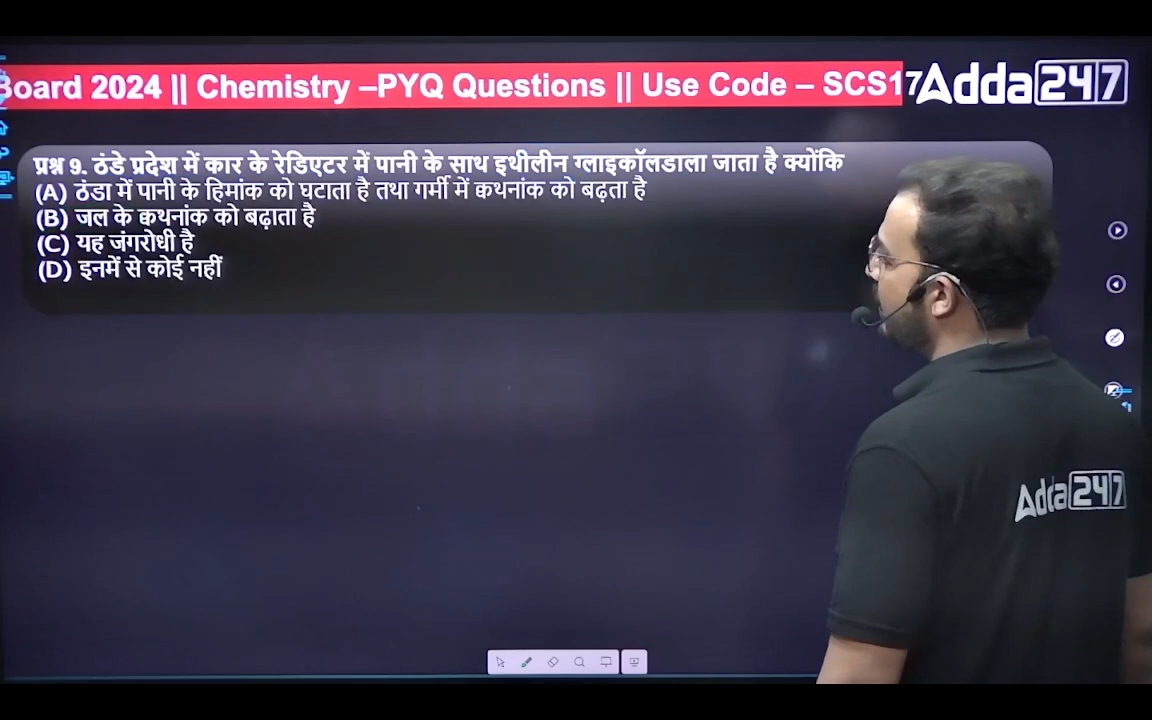 Board 2024 || Chemistry –PYQ Questions || Use Code – SCS17
Adda247
प्रश्न 9. ठंडे प्रदेश में कार के रेडिएटर में पानी के साथ इथीलीन ग्लाइकॉलडाला जाता है क्योंकि
(A) ठंडा में पानी के हिमांक को घटाता है तथा गर्मी में क्वथनांक को बढ़ता है
(B) जल के क्वथनांक को बढ़ाता है
(C) यह जंगरोधी है
(D) इनमें से कोई नहीं
Adda247